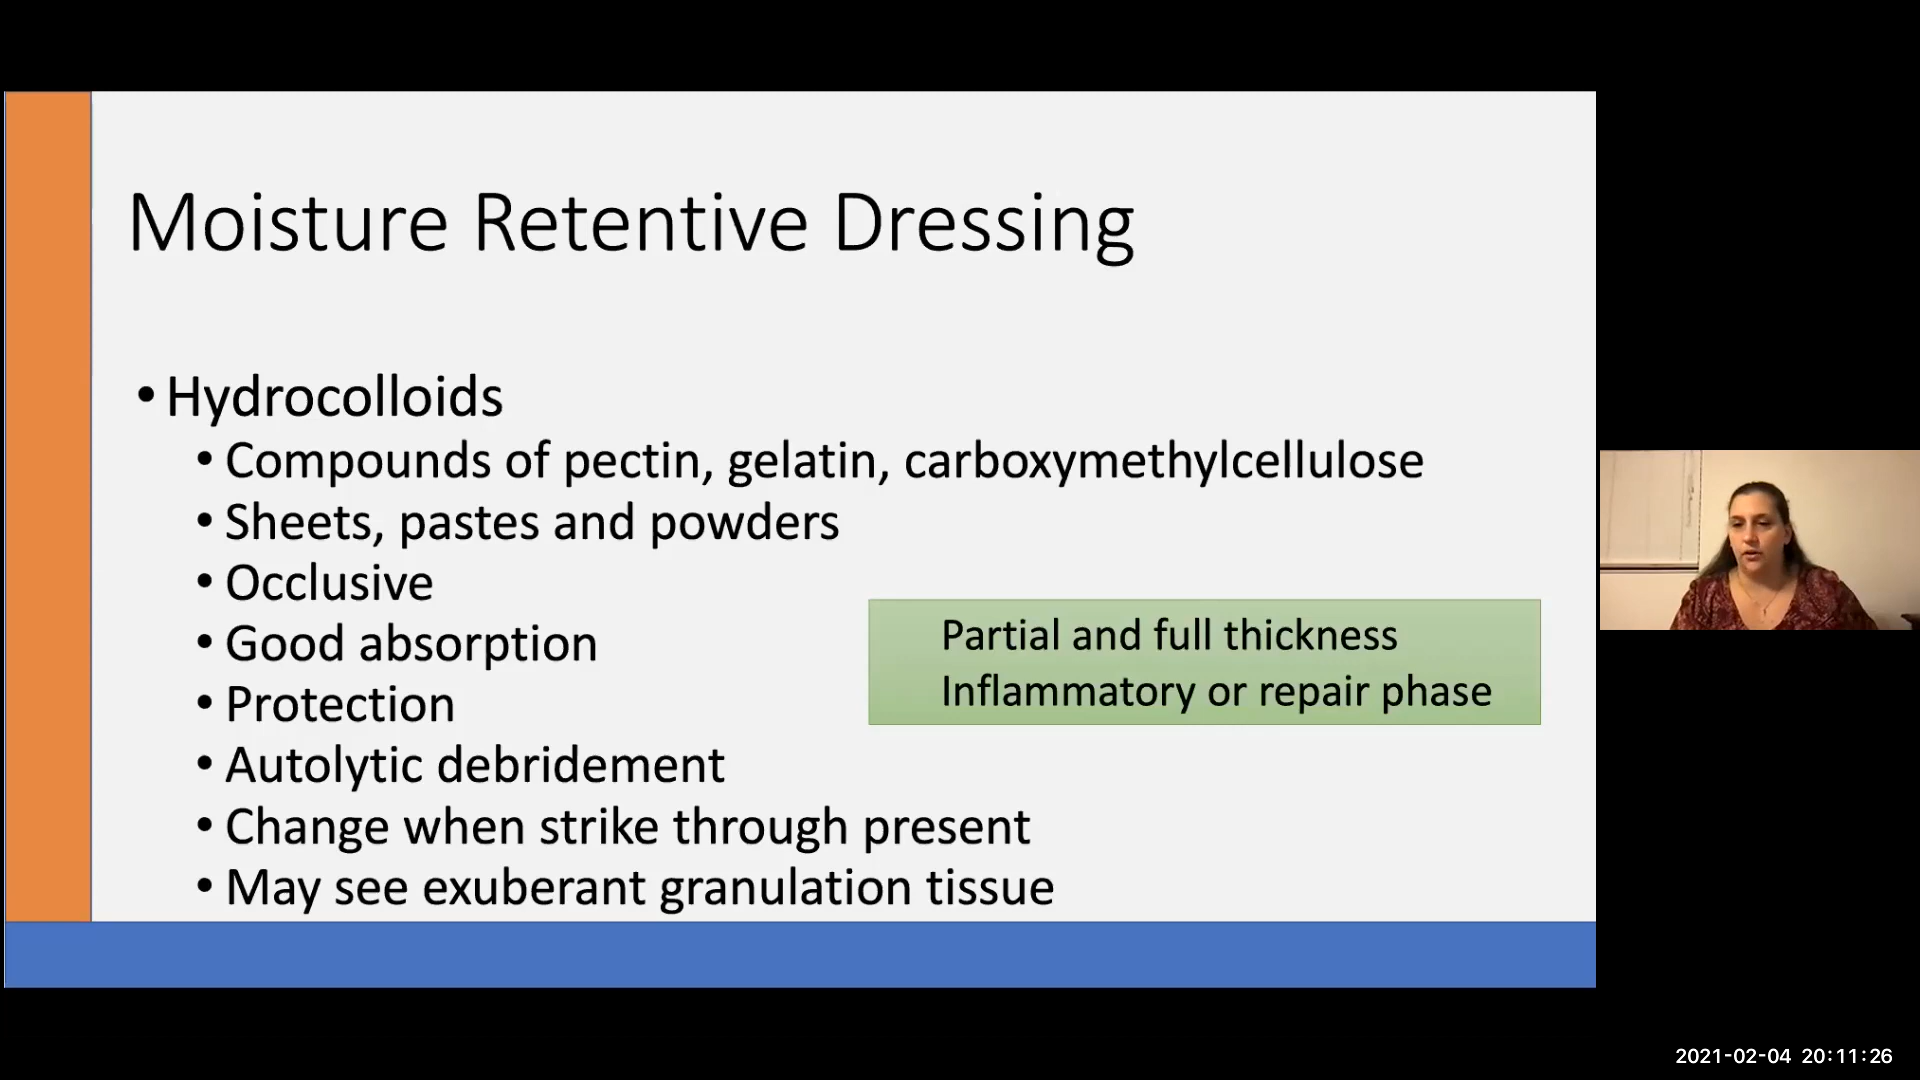 Moisture Retentive Dressing
• Hydrocolloids
• Compounds of pectin, gelatin, carboxymethylcellulose
• Sheets, pastes and powders
• Occlusive
• Good absorption
• Protection
• Autolytic debridement
• Change when strike through present
• May see exuberant granulation tissue
Partial and full thickness
Inflammatory or repair phase
2021-02-04 20:11:26